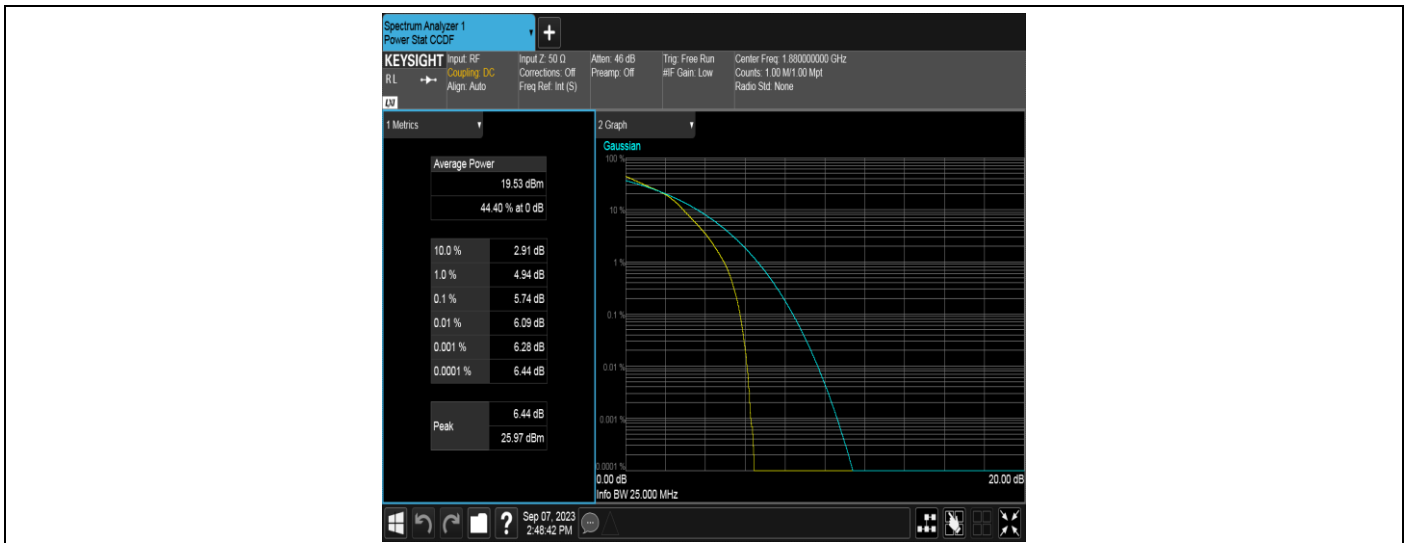 Spectrum Analyzer 1
Power Stat CCDF
+
KEYSIGHT
RL
LXI
Input: RF
Coupling: DC
Align: Auto
Input Z: 50 Ω
Corrections: Off
Freq Ref: Int (S)
Atten: 46 dB
Preamp: Off
Trig: Free Run
#IF Gain: Low
Center Freq: 1.880000000 GHz
Counts: 1.00 M/1.00 Mpt
Radio Std: None
1 Metrics
Average Power
19.53 dBm
44.40 % at 0 dB
10.0 % 2.91 dB
1.0 % 4.94 dB
0.1 % 5.74 dB
0.01 % 6.09 dB
0.001 % 6.28 dB
0.0001 % 6.44 dB
Peak
6.44 dB
25.97 dBm
2 Graph
Gaussian
100 %
10 %
1 %
0.1 %
0.01 %
0.001 %
0.0001 %
0.00 dB 20.00 dB
Info BW 25.000 MHz
?
Sep 07, 2023
2:48:42 PM